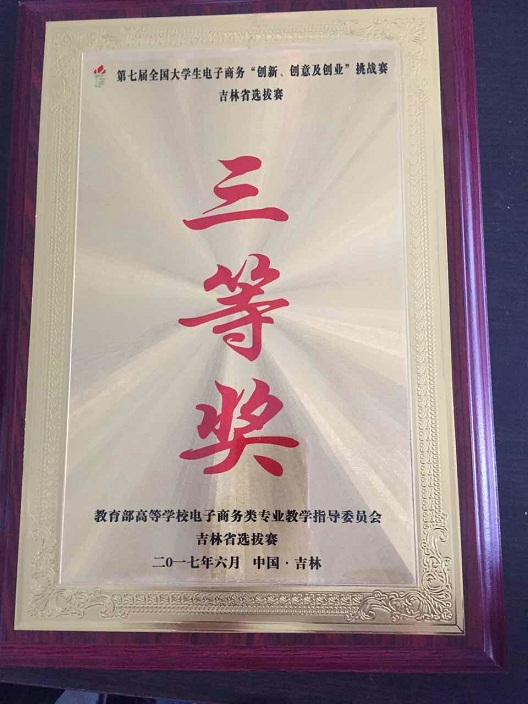 第七届全国大学生电子商务“创新、创意及创业”挑战赛
吉林省选拔赛
三
等
奖
教育部高等学校电子商务类专业教学指导委员会
吉林省选拔赛
二〇一七年六月 中国·吉林